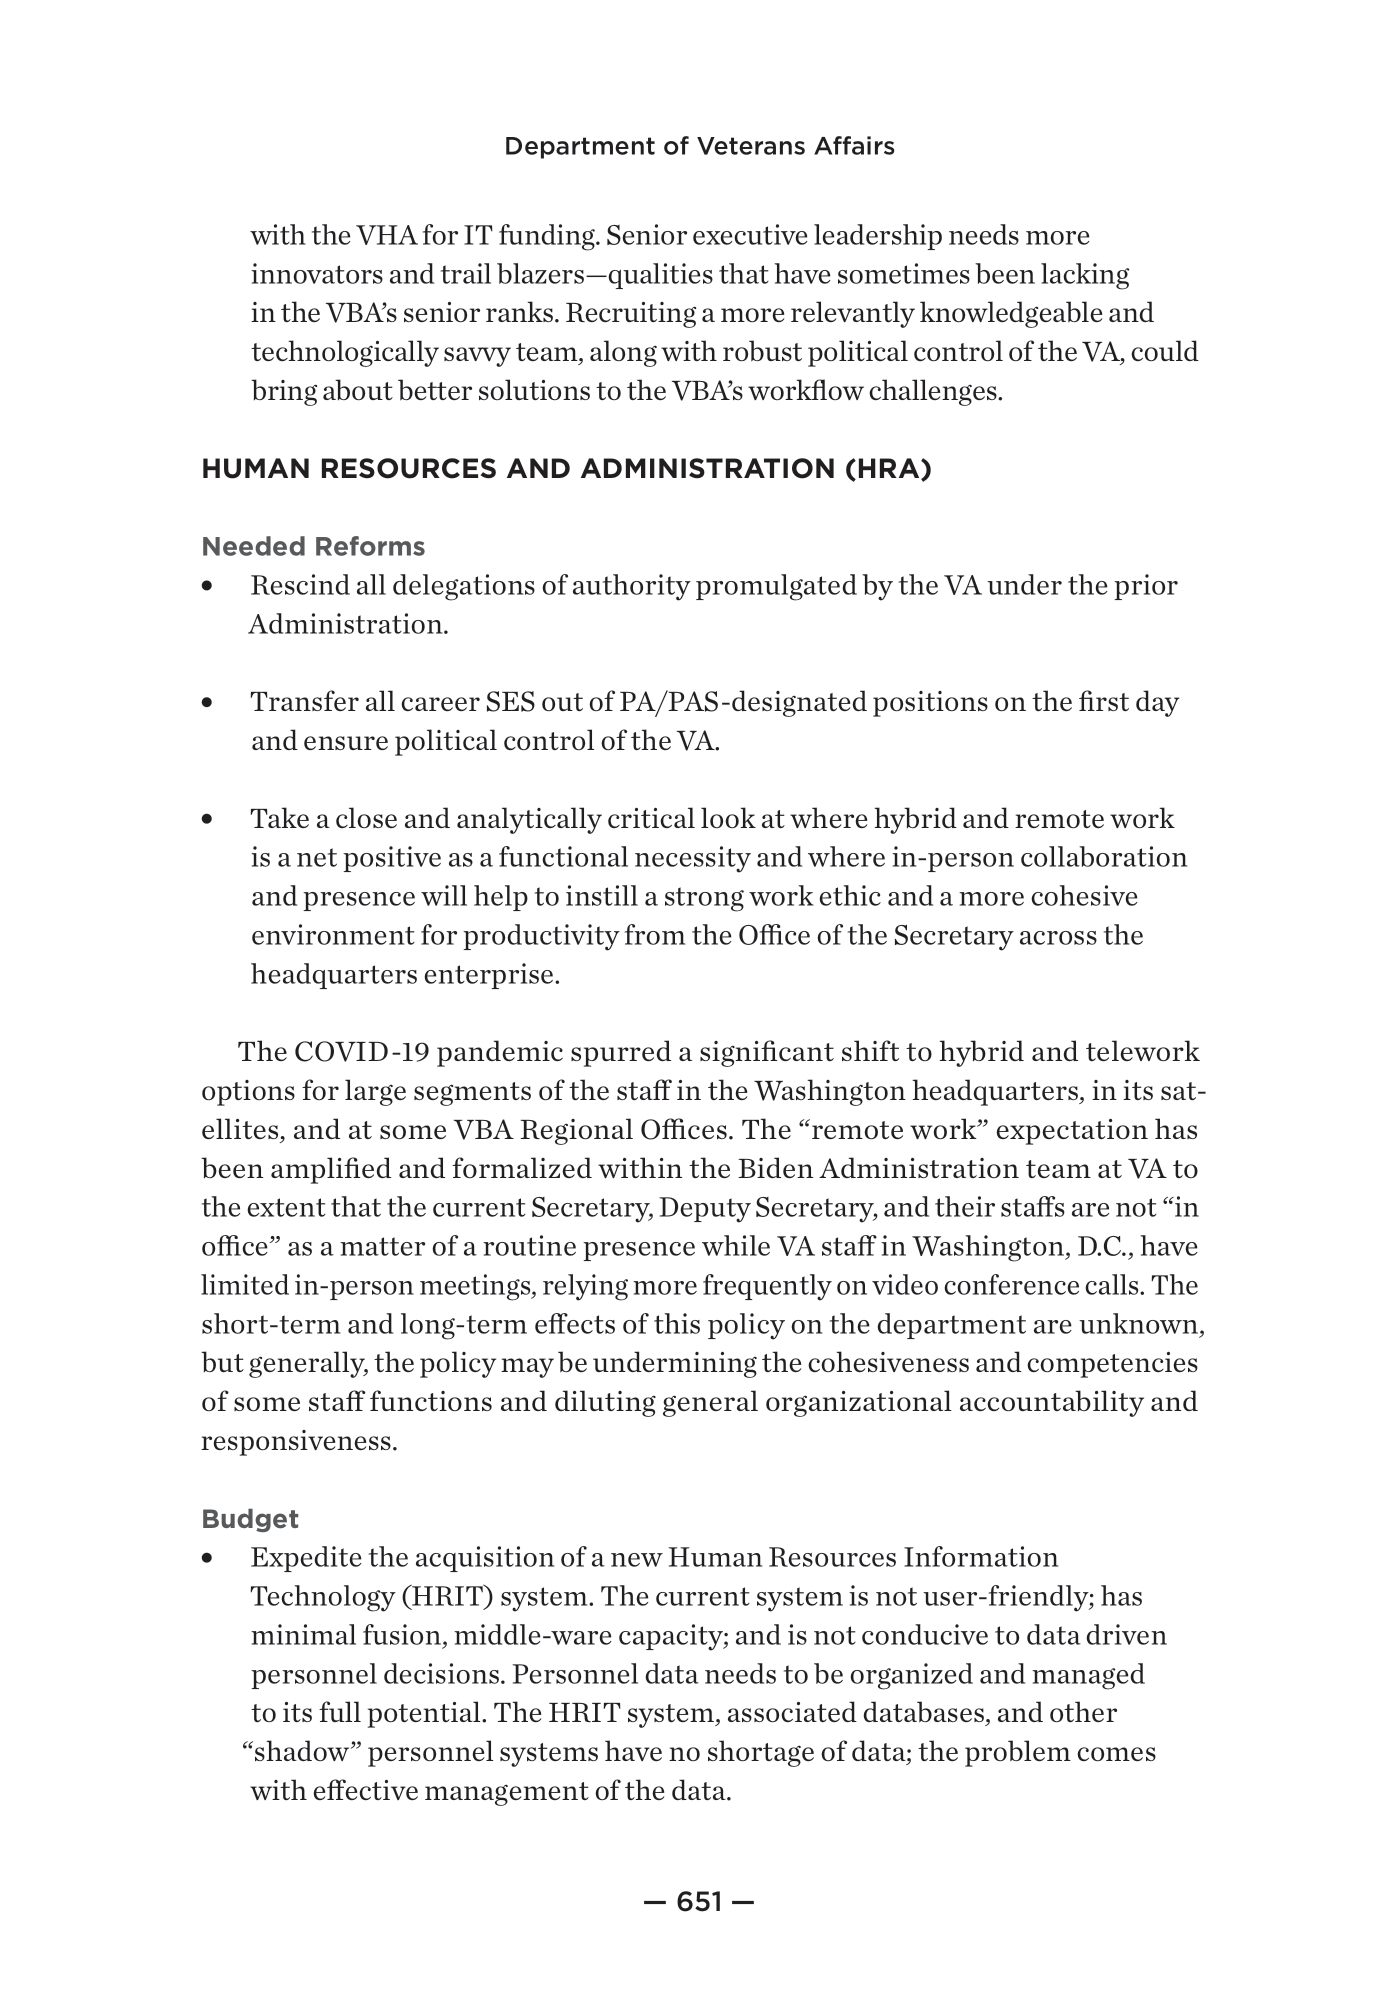 Department of Veterans Affairs
with the VHA for IT funding. Senior executive leadership needs more
innovators and trail blazers—qualities that have sometimes been lacking
in the VBA’s senior ranks. Recruiting a more relevantly knowledgeable and
technologically savvy team, along with robust political control of the VA, could
bring about better solutions to the VBA’s workflow challenges.
HUMAN RESOURCES AND ADMINISTRATION (HRA)
Needed Reforms
• Rescind all delegations of authority promulgated by the VA under the prior
Administration.
• Transfer all career SES out of PA/PAS-designated positions on the first day
and ensure political control of the VA.
• Take a close and analytically critical look at where hybrid and remote work
is a net positive as a functional necessity and where in-person collaboration
and presence will help to instill a strong work ethic and a more cohesive
environment for productivity from the Office of the Secretary across the
headquarters enterprise.
The COVID-19 pandemic spurred a significant shift to hybrid and telework
options for large segments of the staff in the Washington headquarters, in its sat-
ellites, and at some VBA Regional Offices. The “remote work” expectation has
been amplified and formalized within the Biden Administration team at VA to
the extent that the current Secretary, Deputy Secretary, and their staffs are not “in
office” as a matter of a routine presence while VA staff in Washington, D.C., have
limited in-person meetings, relying more frequently on video conference calls. The
short-term and long-term effects of this policy on the department are unknown,
but generally, the policy may be undermining the cohesiveness and competencies
of some staff functions and diluting general organizational accountability and
responsiveness.
Budget
• Expedite the acquisition of a new Human Resources Information
Technology (HRIT) system. The current system is not user-friendly; has
minimal fusion, middle-ware capacity; and is not conducive to data driven
personnel decisions. Personnel data needs to be organized and managed
to its full potential. The HRIT system, associated databases, and other
“shadow” personnel systems have no shortage of data; the problem comes
with effective management of the data.
— 651 —